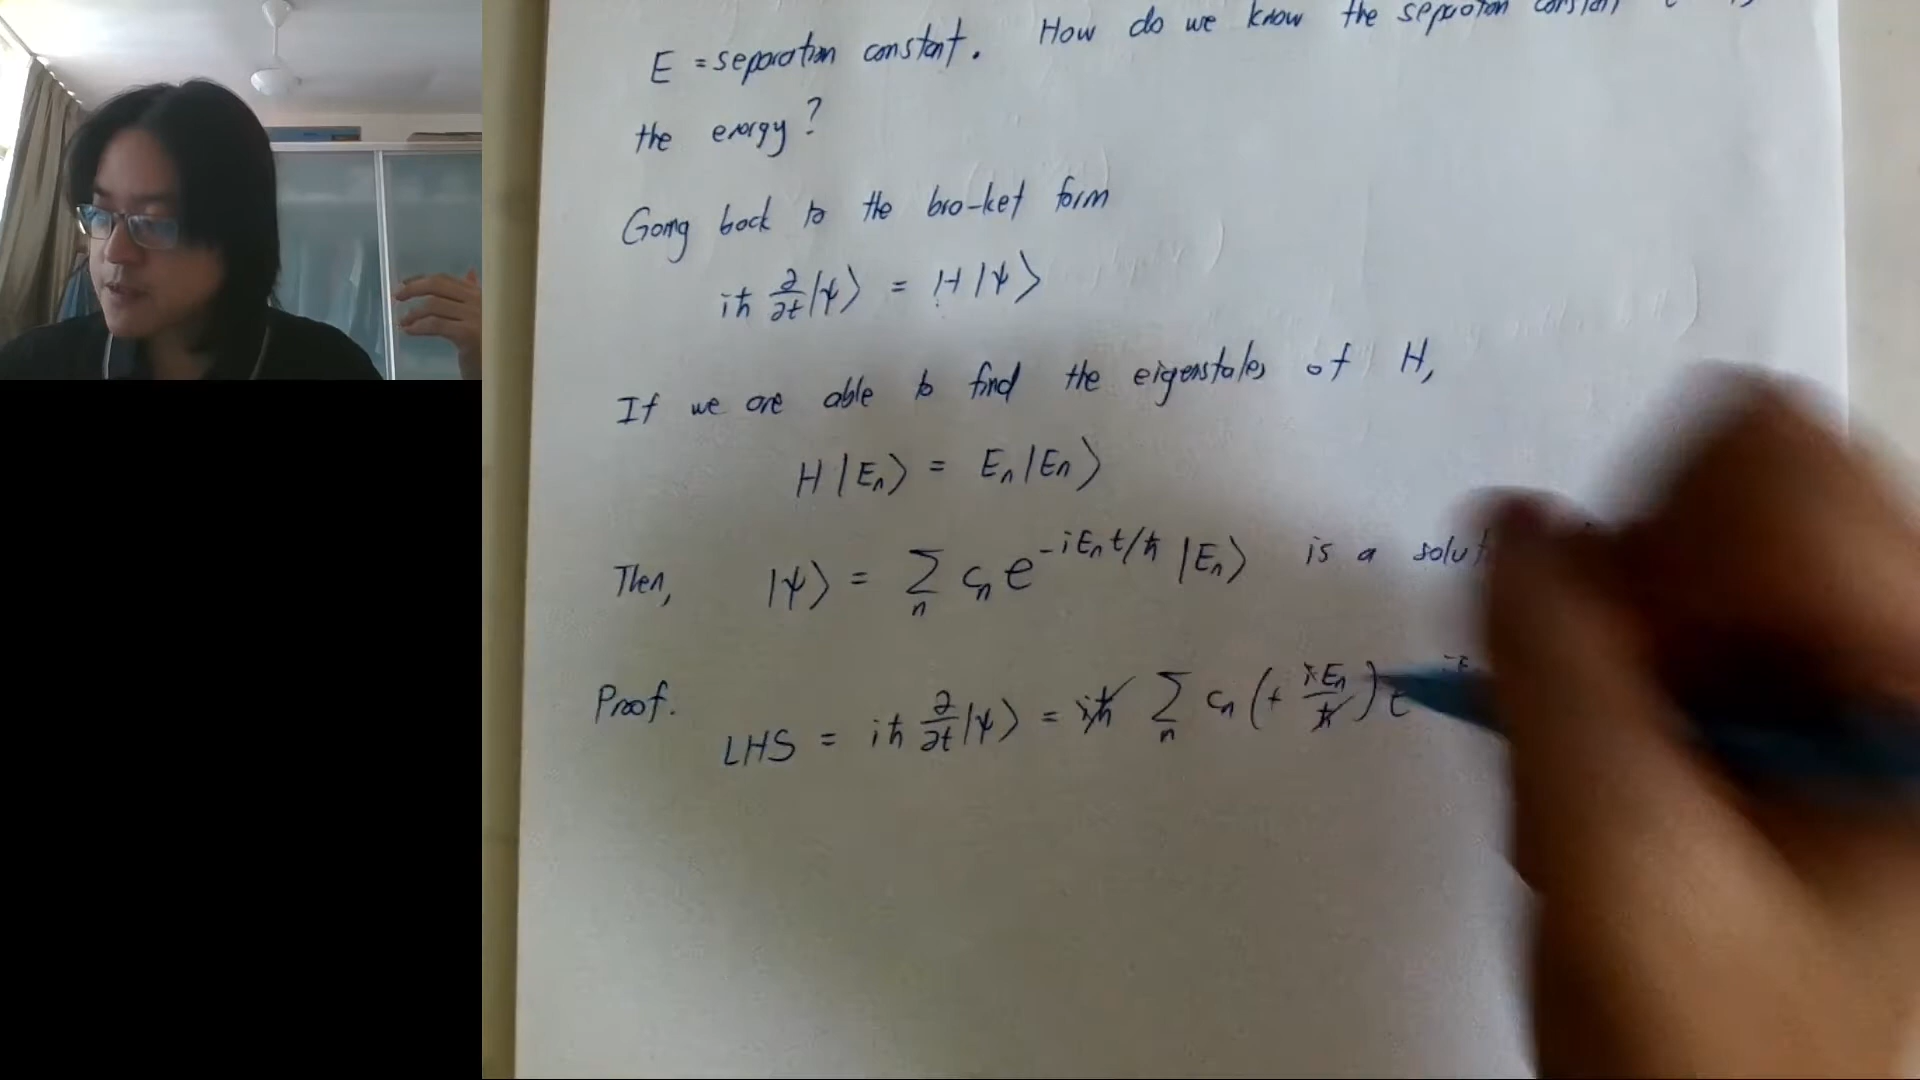 E = separation constant. How do we know the separation constant
the energy?
Going back to the bra-ket form
iħ ∂/∂t |ψ⟩ = H |ψ⟩
If we are able to find the eigenstates of H,
H |Eₙ⟩ = Eₙ |Eₙ⟩
Then, |ψ⟩ = Σₙ cₙ e^(-iEₙt/ħ) |Eₙ⟩ is a
Proof.
LHS = iħ ∂/∂t |ψ⟩ = iħ Σₙ cₙ (+ iEₙ/ħ) e